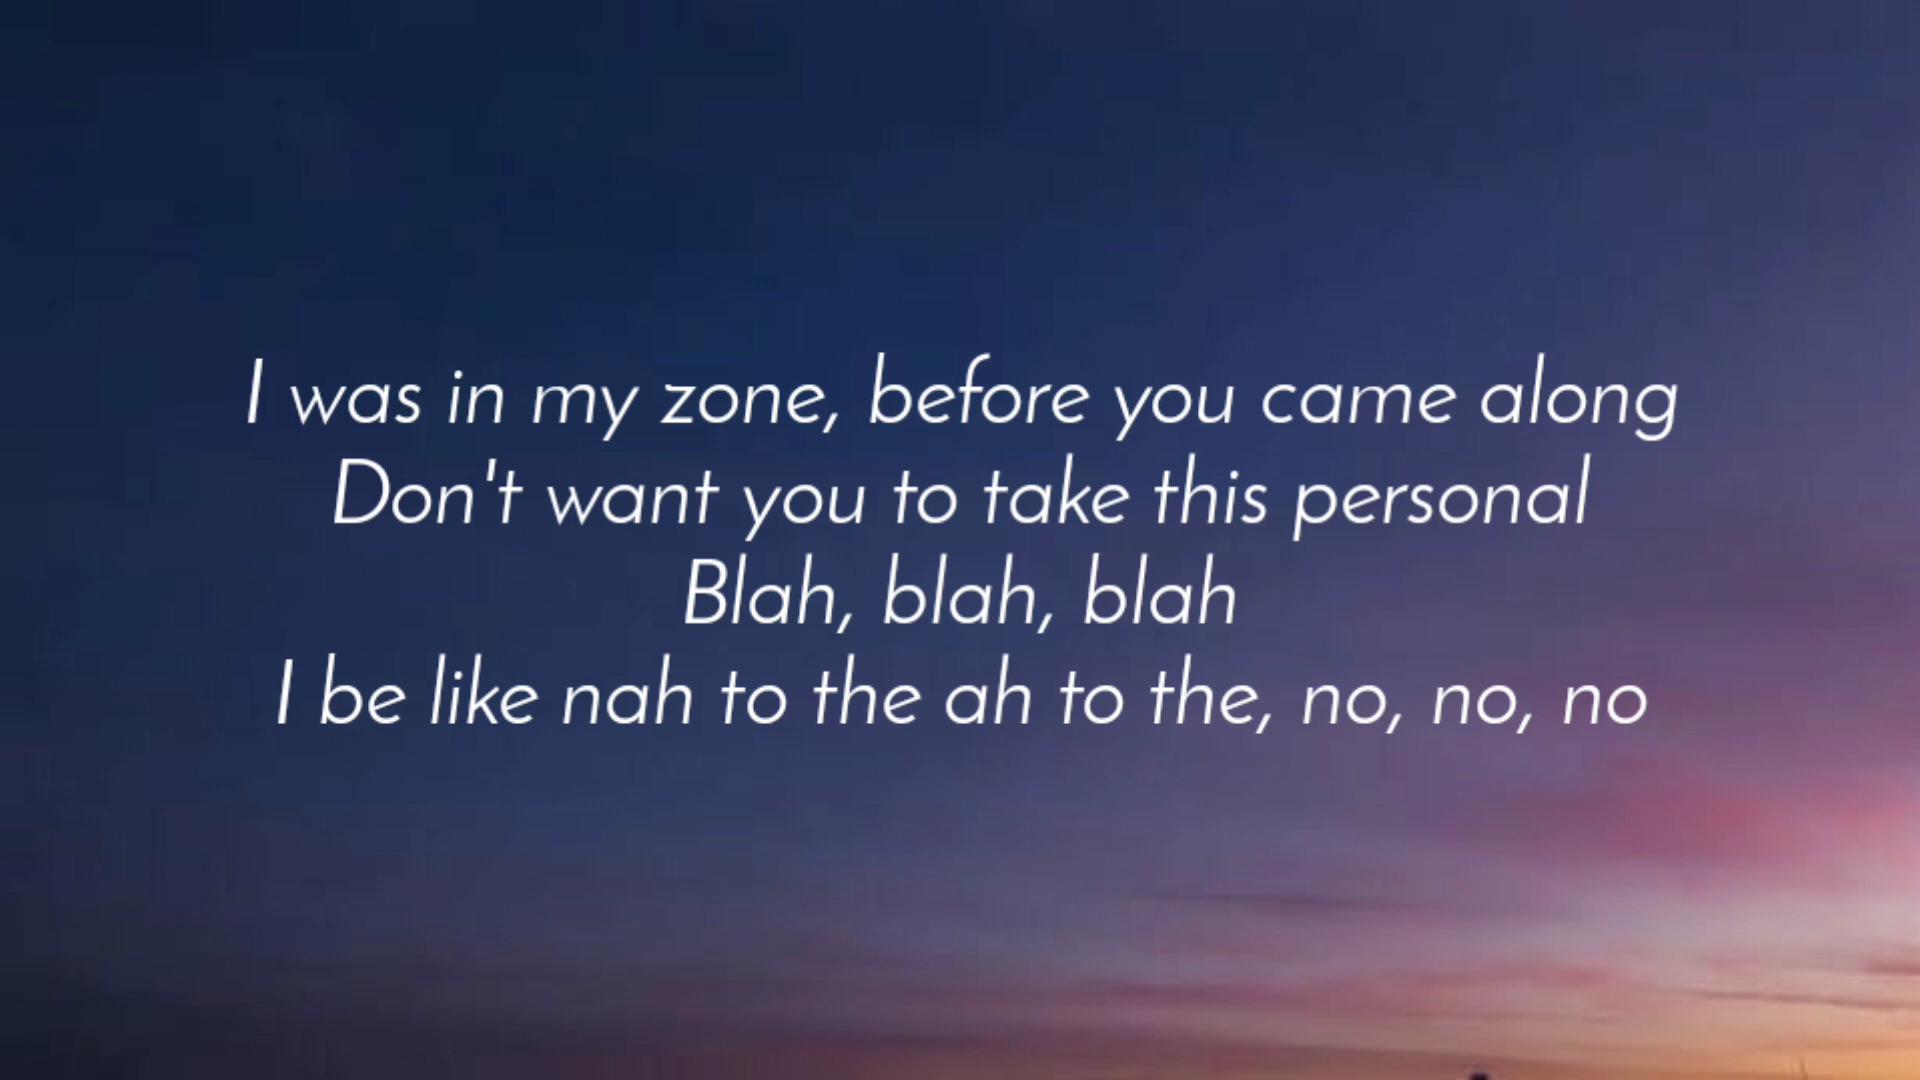 I was in my zone, before you came along
Don't want you to take this personal
Blah, blah, blah
I be like nah to the ah to the, no, no, no